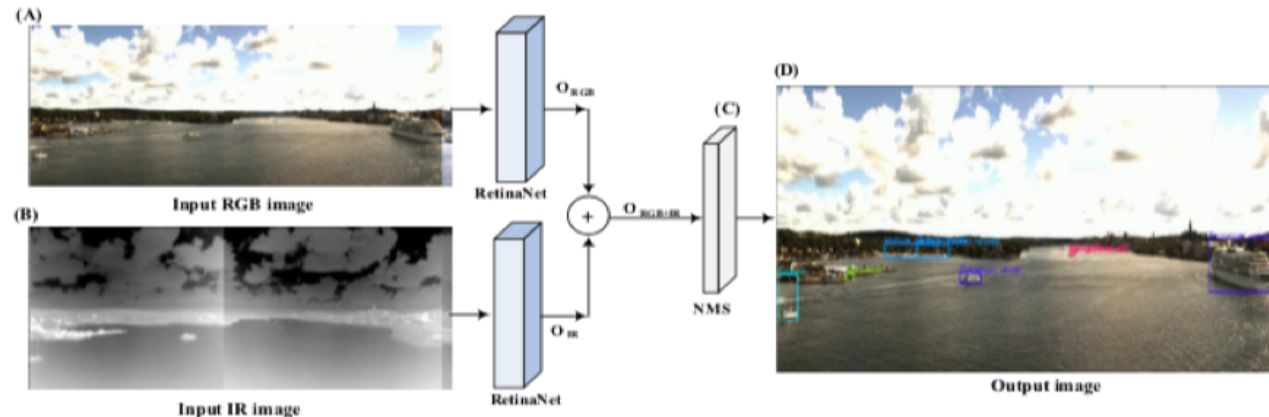 (A)
Input RGB image
RetinaNet
O RGB
(B)
Input IR image
RetinaNet
O IR
+
O RGB+IR
(C)
NMS
(D)
Output image